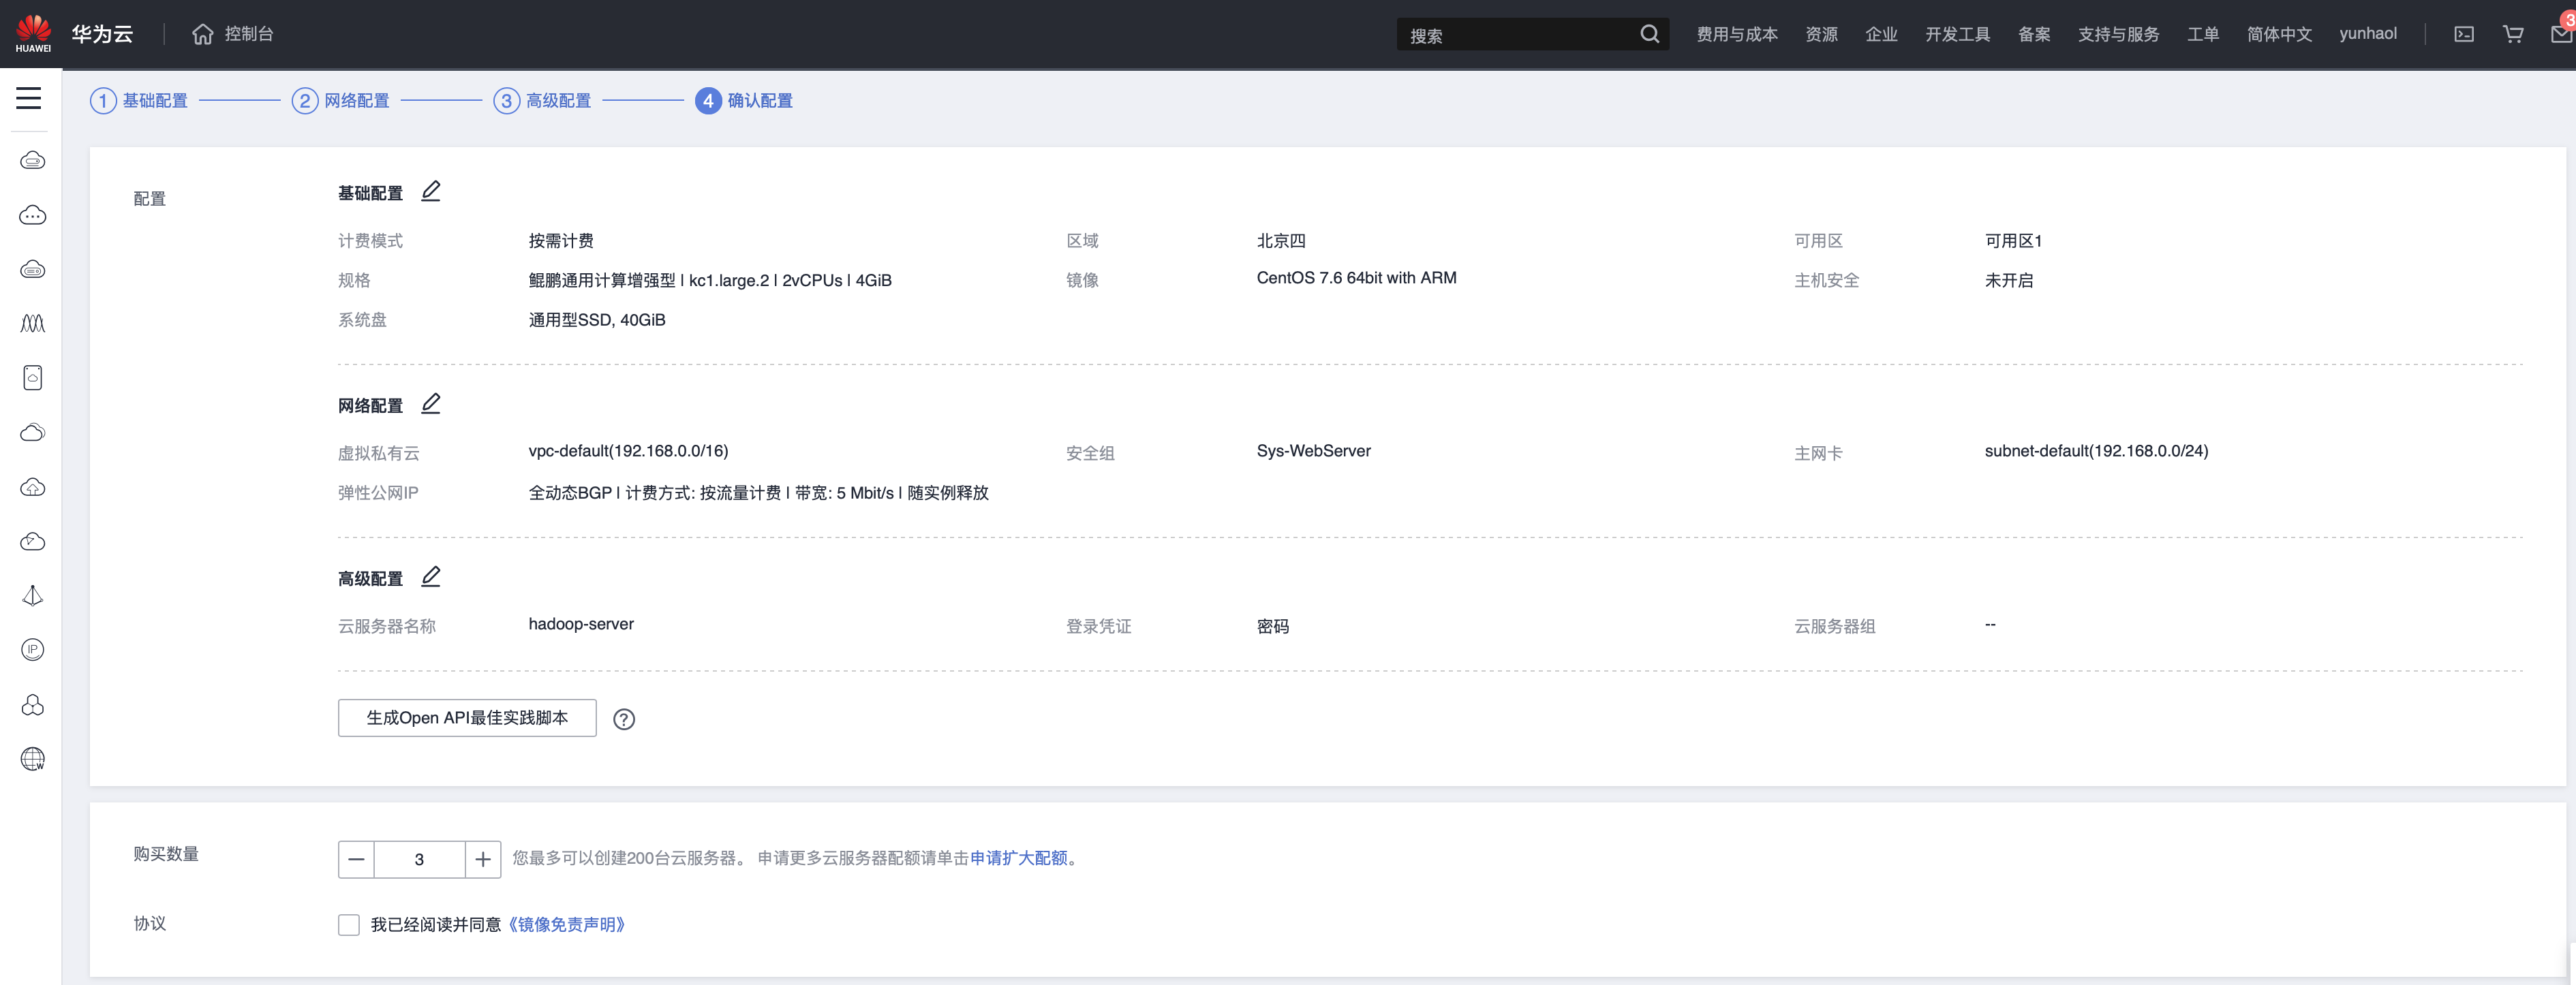 HUAWEI 华为云 控制台 搜索 费用与成本 资源 企业 开发工具 备案 支持与服务 工单 简体中文 yunhaol 3
1 基础配置 2 网络配置 3 高级配置 4 确认配置
配置
基础配置
计费模式 按需计费 区域 北京四 可用区 可用区1
规格 鲲鹏通用计算增强型 | kc1.large.2 | 2vCPUs | 4GiB 镜像 CentOS 7.6 64bit with ARM 主机安全 未开启
系统盘 通用型SSD, 40GiB
网络配置
虚拟私有云 vpc-default(192.168.0.0/16) 安全组 Sys-WebServer 主网卡 subnet-default(192.168.0.0/24)
弹性公网IP 全动态BGP | 计费方式: 按流量计费 | 带宽: 5 Mbit/s | 随实例释放
高级配置
云服务器名称 hadoop-server 登录凭证 密码 云服务器组 --
生成Open API最佳实践脚本 ?
IP
W
购买数量 3 您最多可以创建200台云服务器。 申请更多云服务器配额请单击申请扩大配额。
协议 我已经阅读并同意《镜像免责声明》